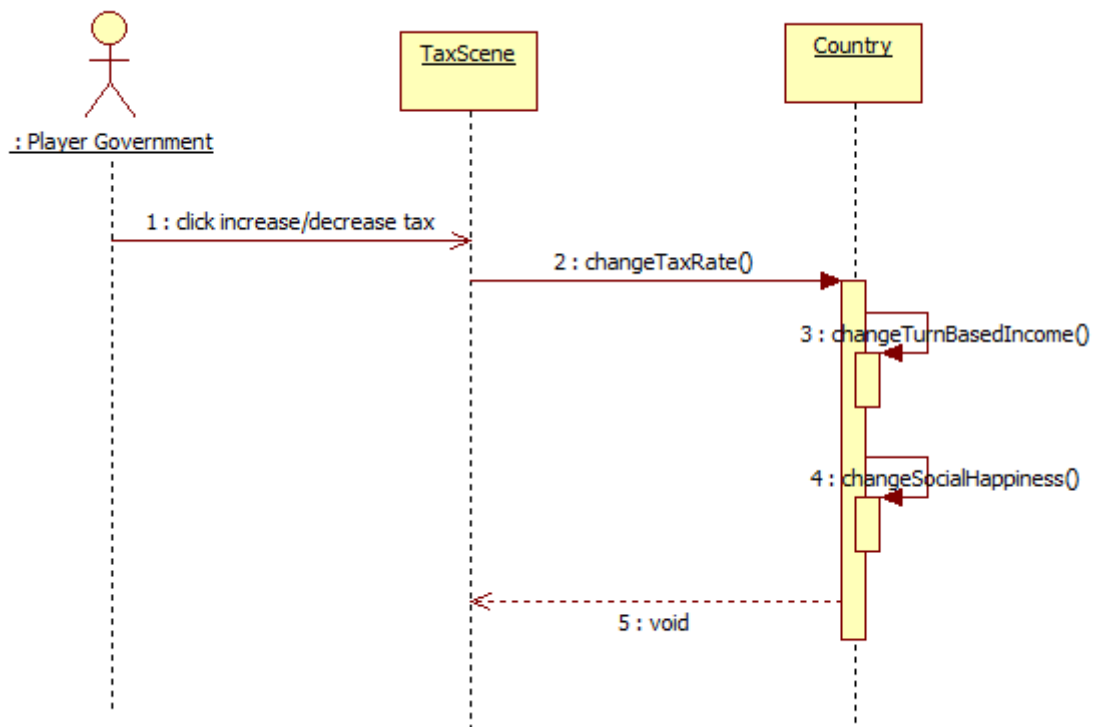 TaxScene
Country
: Player Government
1 : click increase/decrease tax
2 : changeTaxRate()
3 : changeTurnBasedIncome()
4 : changeSocialHappiness()
5 : void